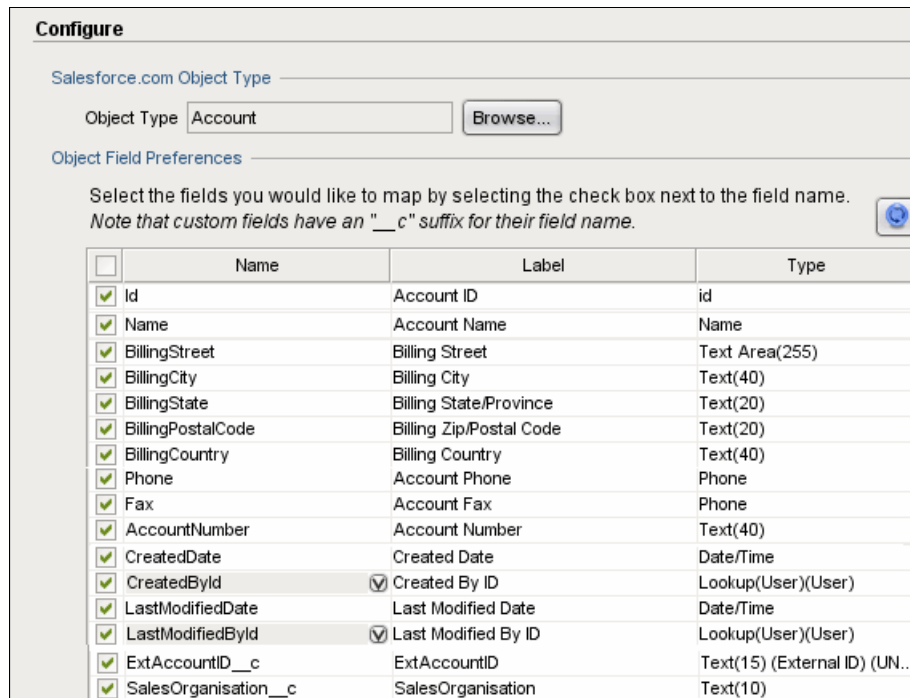 Configure
Salesforce.com Object Type
Object Type Account Browse...
Object Field Preferences
Select the fields you would like to map by selecting the check box next to the field name.
Note that custom fields have an "__c" suffix for their field name.
Name Label Type
Id Account ID id
Name Account Name Name
BillingStreet Billing Street Text Area(255)
BillingCity Billing City Text(40)
BillingState Billing State/Province Text(20)
BillingPostalCode Billing Zip/Postal Code Text(20)
BillingCountry Billing Country Text(40)
Phone Account Phone Phone
Fax Account Fax Phone
AccountNumber Account Number Text(40)
CreatedDate Created Date Date/Time
CreatedById Created By ID Lookup(User)(User)
LastModifiedDate Last Modified Date Date/Time
LastModifiedById Last Modified By ID Lookup(User)(User)
ExtAccountID__c ExtAccountID Text(15) (External ID) (UN...
SalesOrganisation__c SalesOrganisation Text(10)